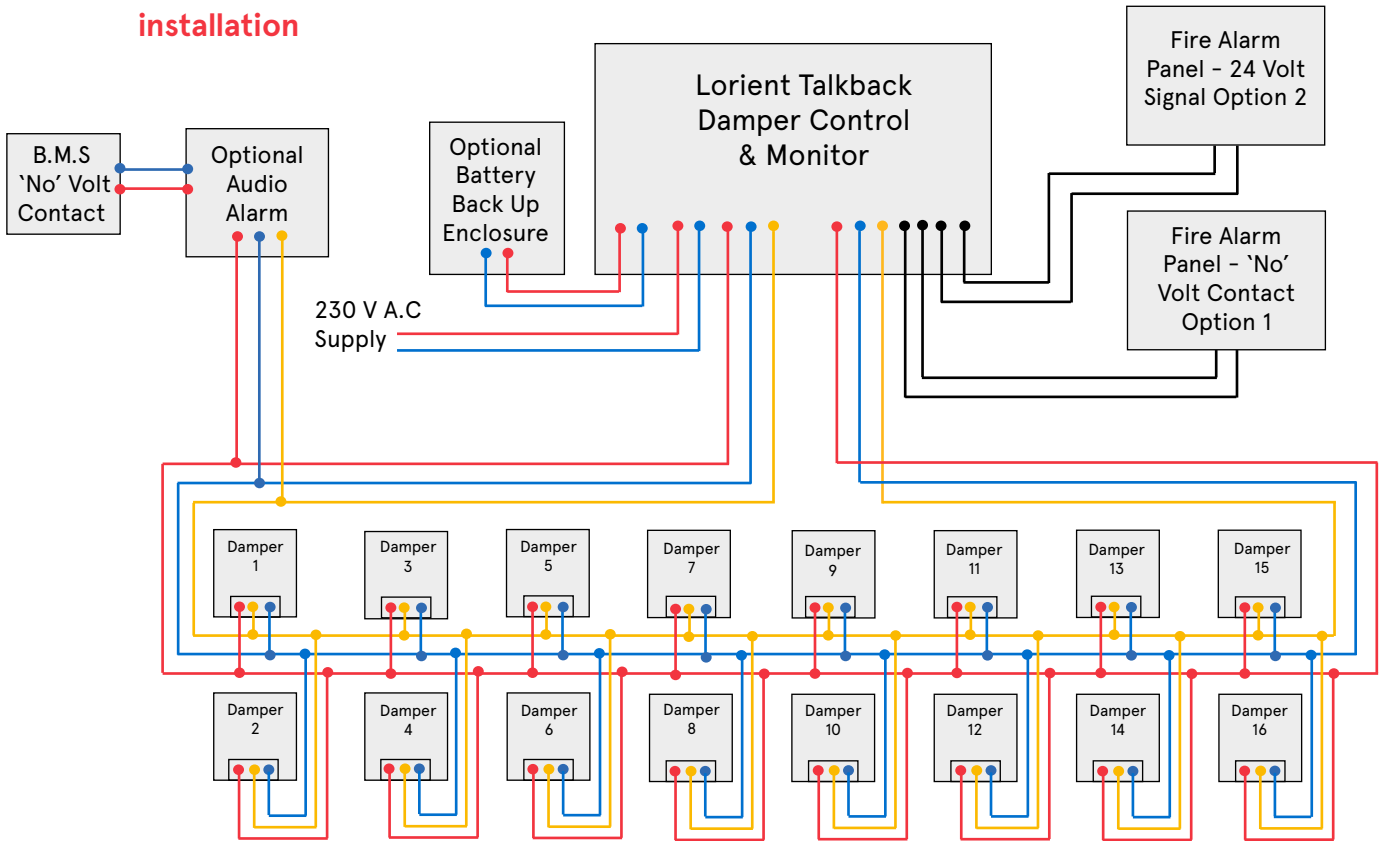 installation
B.M.S
‘No’ Volt
Contact
Optional
Audio
Alarm
Optional
Battery
Back Up
Enclosure
Lorient Talkback
Damper Control
& Monitor
Fire Alarm
Panel - 24 Volt
Signal Option 2
Fire Alarm
Panel - ‘No’
Volt Contact
Option 1
230 V A.C
Supply
Damper
1
Damper
3
Damper
5
Damper
7
Damper
9
Damper
11
Damper
13
Damper
15
Damper
2
Damper
4
Damper
6
Damper
8
Damper
10
Damper
12
Damper
14
Damper
16